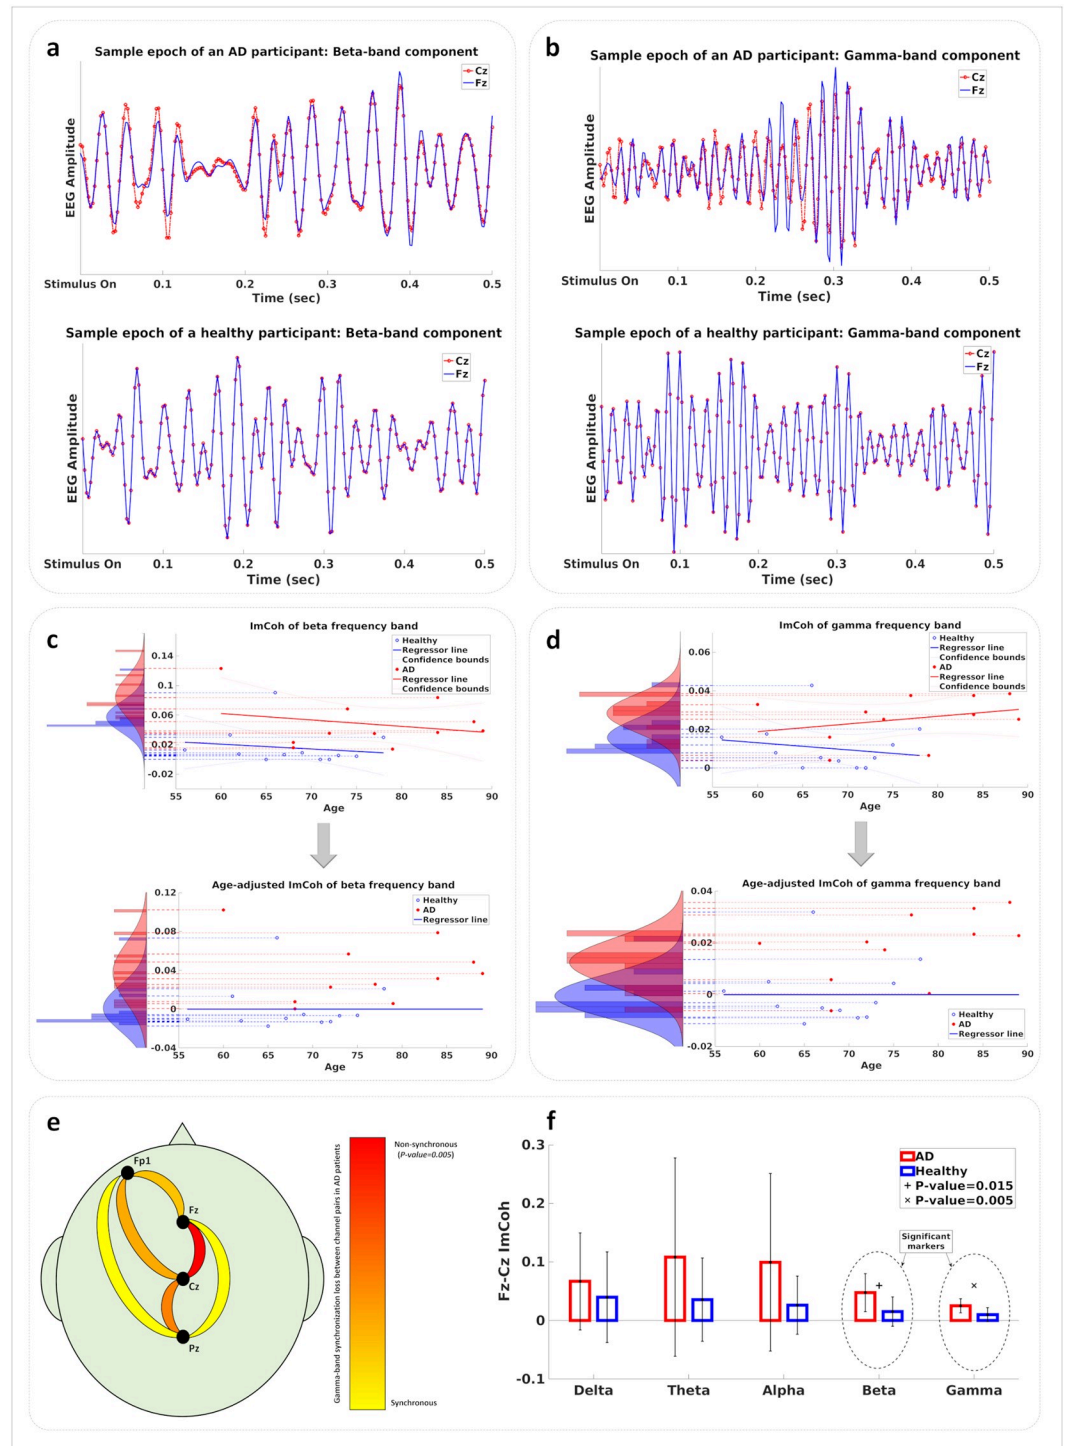 a
Sample epoch of an AD participant: Beta-band component
Cz
Fz
EEG Amplitude
Stimulus On 0.1 0.2 0.3 0.4 0.5
Time (sec)
Sample epoch of a healthy participant: Beta-band component
Cz
Fz
EEG Amplitude
Stimulus On 0.1 0.2 0.3 0.4 0.5
Time (sec)
b
Sample epoch of an AD participant: Gamma-band component
Cz
Fz
EEG Amplitude
Stimulus On 0.1 0.2 0.3 0.4 0.5
Time (sec)
Sample epoch of a healthy participant: Gamma-band component
Cz
Fz
EEG Amplitude
Stimulus On 0.1 0.2 0.3 0.4 0.5
Time (sec)
c
ImCoh of beta frequency band
Healthy
Regressor line
Confidence bounds
AD
Regressor line
Confidence bounds
0.14
0.1
0.06
0.02
-0.02
55 60 65 70 75 80 85 90
Age
Age-adjusted ImCoh of beta frequency band
Healthy
AD
Regressor line
0.12
0.08
0.04
0
-0.04
55 60 65 70 75 80 85 90
Age
d
ImCoh of gamma frequency band
Healthy
Regressor line
Confidence bounds
AD
Regressor line
Confidence bounds
0.06
0.04
0.02
0
55 60 65 70 75 80 85 90
Age
Age-adjusted ImCoh of gamma frequency band
0.04
0.02
0
-0.02
Healthy
AD
Regressor line
55 60 65 70 75 80 85 90
Age
e
Fp1
Fz
Cz
Pz
Gamma-band synchronization loss between channel pairs in AD patients
Non-synchronous
(P-value=0.005)
Synchronous
f
Fz-Cz ImCoh
0.3
0.2
0.1
0
-0.1
AD
Healthy
+ P-value=0.015
× P-value=0.005
Significant
markers
Delta Theta Alpha Beta Gamma